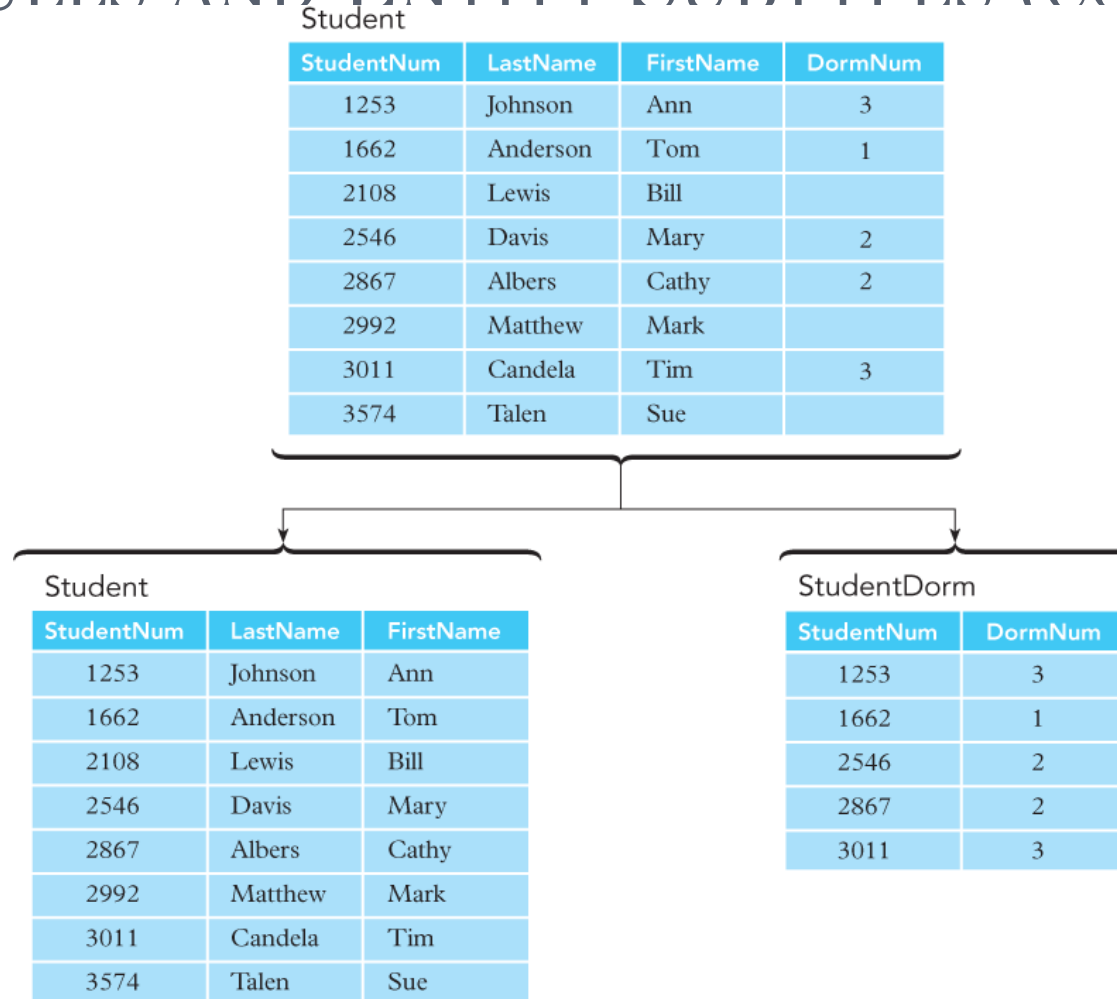 Student
StudentNum LastName FirstName DormNum
1253 Johnson Ann 3
1662 Anderson Tom 1
2108 Lewis Bill
2546 Davis Mary 2
2867 Albers Cathy 2
2992 Matthew Mark
3011 Candela Tim 3
3574 Talen Sue
Student
StudentNum LastName FirstName
1253 Johnson Ann
1662 Anderson Tom
2108 Lewis Bill
2546 Davis Mary
2867 Albers Cathy
2992 Matthew Mark
3011 Candela Tim
3574 Talen Sue
StudentDorm
StudentNum DormNum
1253 3
1662 1
2546 2
2867 2
3011 3